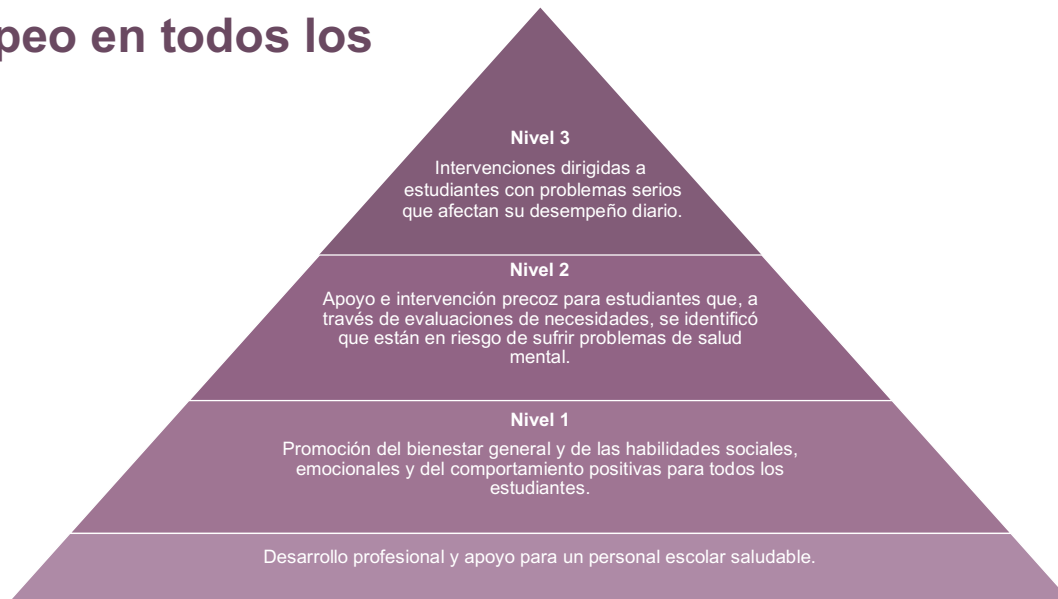 peo en todos los
Nivel 3
Intervenciones dirigidas a
estudiantes con problemas serios
que afectan su desempeño diario.
Nivel 2
Apoyo e intervención precoz para estudiantes que, a
través de evaluaciones de necesidades, se identificó
que están en riesgo de sufrir problemas de salud
mental.
Nivel 1
Promoción del bienestar general y de las habilidades sociales,
emocionales y del comportamiento positivas para todos los
estudiantes.
Desarrollo profesional y apoyo para un personal escolar saludable.